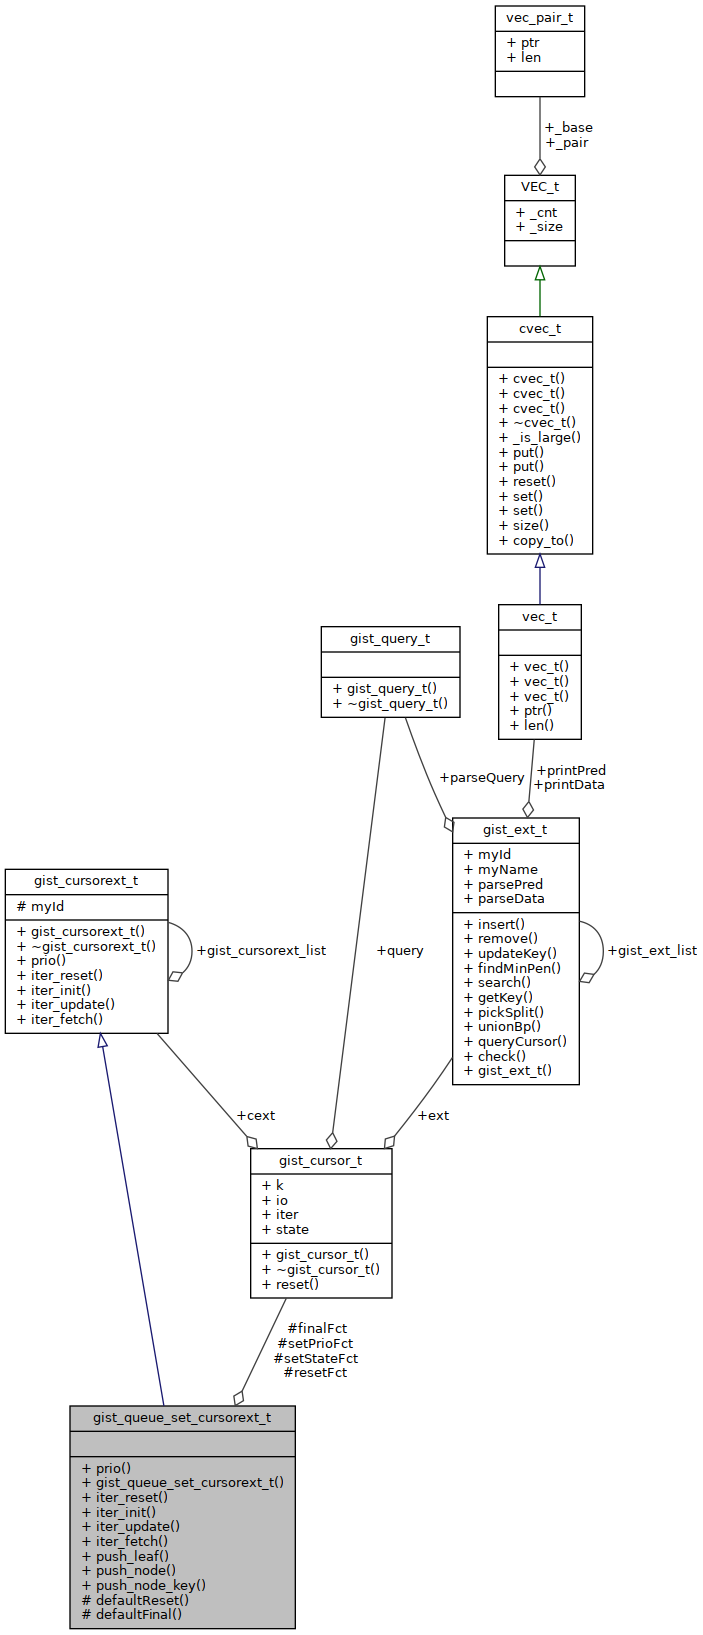 vec_pair_t
+ ptr
+ len
+_base
+_pair
VEC_t
+ _cnt
+ _size
cvec_t
+ cvec_t()
+ cvec_t()
+ cvec_t()
+ ~cvec_t()
+ _is_large()
+ put()
+ put()
+ reset()
+ set()
+ set()
+ size()
+ copy_to()
vec_t
+ vec_t()
+ vec_t()
+ vec_t()
+ ptr()
+ len()
gist_query_t
+ gist_query_t()
+ ~gist_query_t()
+parseQuery
+printPred
+printData
gist_ext_t
+ myId
+ myName
+ parsePred
+ parseData
+ insert()
+ remove()
+ updateKey()
+ findMinPen()
+ search()
+ getKey()
+ pickSplit()
+ unionBp()
+ queryCursor()
+ check()
+ gist_ext_t()
+gist_ext_list
gist_cursorext_t
# myId
+ gist_cursorext_t()
+ ~gist_cursorext_t()
+ prio()
+ iter_reset()
+ iter_init()
+ iter_update()
+ iter_fetch()
+gist_cursorext_list
+query
+cext
+ext
gist_cursor_t
+ k
+ io
+ iter
+ state
+ gist_cursor_t()
+ ~gist_cursor_t()
+ reset()
#finalFct
#setPrioFct
#setStateFct
#resetFct
gist_queue_set_cursorext_t
+ prio()
+ gist_queue_set_cursorext_t()
+ iter_reset()
+ iter_init()
+ iter_update()
+ iter_fetch()
+ push_leaf()
+ push_node()
+ push_node_key()
# defaultReset()
# defaultFinal()